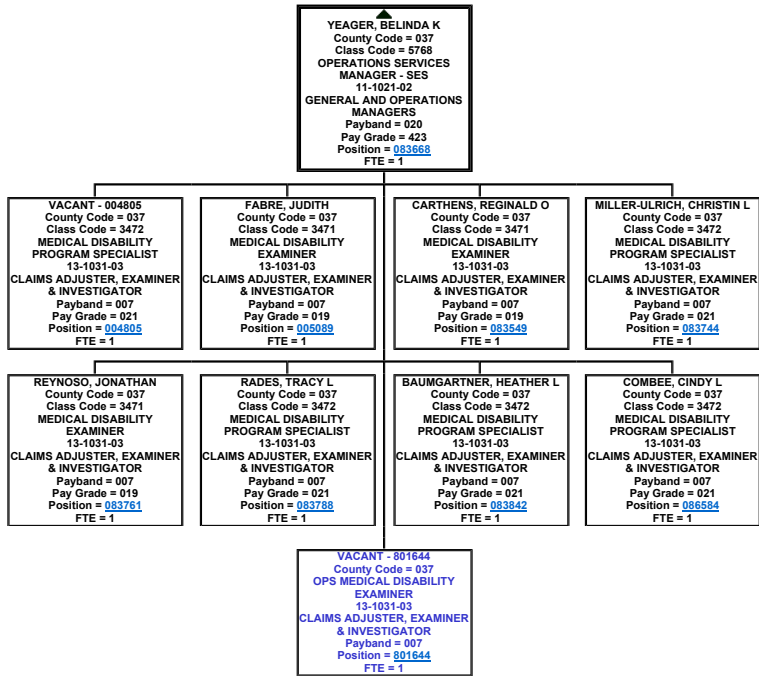 YEAGER, BELINDA K
County Code = 037
Class Code = 5768
OPERATIONS SERVICES
MANAGER - SES
11-1021-02
GENERAL AND OPERATIONS
MANAGERS
Payband = 020
Pay Grade = 423
Position = 083668
FTE = 1
VACANT - 004805
County Code = 037
Class Code = 3472
MEDICAL DISABILITY
PROGRAM SPECIALIST
13-1031-03
CLAIMS ADJUSTER, EXAMINER
& INVESTIGATOR
Payband = 007
Pay Grade = 021
Position = 004805
FTE = 1
FABRE, JUDITH
County Code = 037
Class Code = 3471
MEDICAL DISABILITY
EXAMINER
13-1031-03
CLAIMS ADJUSTER, EXAMINER
& INVESTIGATOR
Payband = 007
Pay Grade = 019
Position = 005089
FTE = 1
CARTHENS, REGINALD O
County Code = 037
Class Code = 3471
MEDICAL DISABILITY
EXAMINER
13-1031-03
CLAIMS ADJUSTER, EXAMINER
& INVESTIGATOR
Payband = 007
Pay Grade = 019
Position = 083549
FTE = 1
MILLER-ULRICH, CHRISTIN L
County Code = 037
Class Code = 3472
MEDICAL DISABILITY
PROGRAM SPECIALIST
13-1031-03
CLAIMS ADJUSTER, EXAMINER
& INVESTIGATOR
Payband = 007
Pay Grade = 021
Position = 083744
FTE = 1
REYNOSO, JONATHAN
County Code = 037
Class Code = 3471
MEDICAL DISABILITY
EXAMINER
13-1031-03
CLAIMS ADJUSTER, EXAMINER
& INVESTIGATOR
Payband = 007
Pay Grade = 019
Position = 083761
FTE = 1
RADES, TRACY L
County Code = 037
Class Code = 3472
MEDICAL DISABILITY
PROGRAM SPECIALIST
13-1031-03
CLAIMS ADJUSTER, EXAMINER
& INVESTIGATOR
Payband = 007
Pay Grade = 021
Position = 083788
FTE = 1
BAUMGARTNER, HEATHER L
County Code = 037
Class Code = 3472
MEDICAL DISABILITY
PROGRAM SPECIALIST
13-1031-03
CLAIMS ADJUSTER, EXAMINER
& INVESTIGATOR
Payband = 007
Pay Grade = 021
Position = 083842
FTE = 1
COMBEE, CINDY L
County Code = 037
Class Code = 3472
MEDICAL DISABILITY
PROGRAM SPECIALIST
13-1031-03
CLAIMS ADJUSTER, EXAMINER
& INVESTIGATOR
Payband = 007
Pay Grade = 021
Position = 086584
FTE = 1
VACANT - 801644
County Code = 037
OPS MEDICAL DISABILITY
EXAMINER
13-1031-03
CLAIMS ADJUSTER, EXAMINER
& INVESTIGATOR
Payband = 007
Position = 801644
FTE = 1